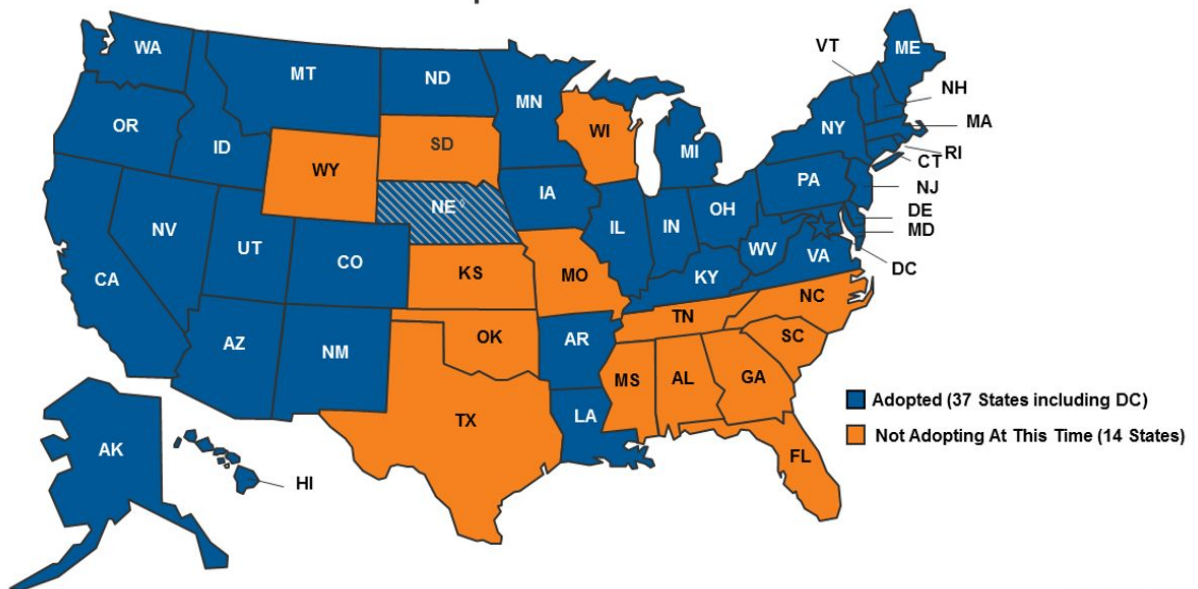 WA
MT
ND
MN
VT
ME
NH
OR
ID
SD
WI
NY
MA
WY
MI
RI
CT
NE◊
IA
PA
NJ
NV
UT
CO
IL
IN
OH
DE
MD
WV
VA
DC
CA
KS
MO
KY
AZ
NM
OK
AR
TN
NC
SC
TX
MS
AL
GA
LA
FL
AK
HI
Adopted (37 States including DC)
Not Adopting At This Time (14 States)